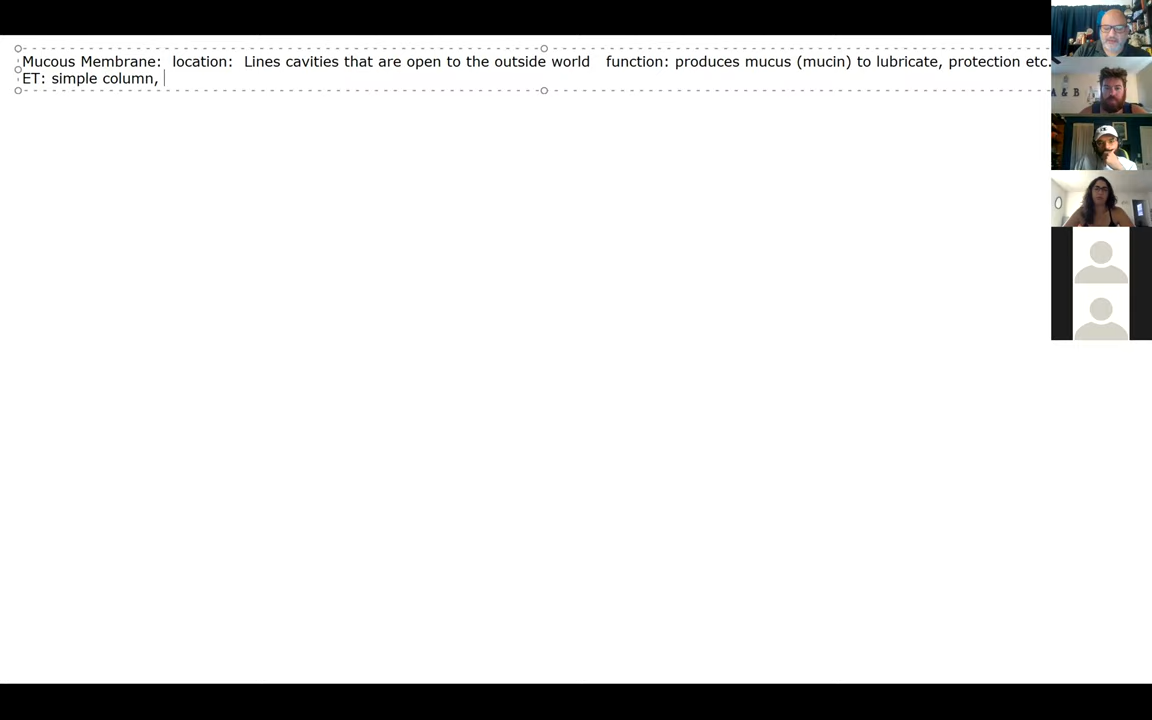 Mucous Membrane:  location:  Lines cavities that are open to the outside world   function: produces mucus (mucin) to lubricate, protection etc.
ET: simple column,
A & B